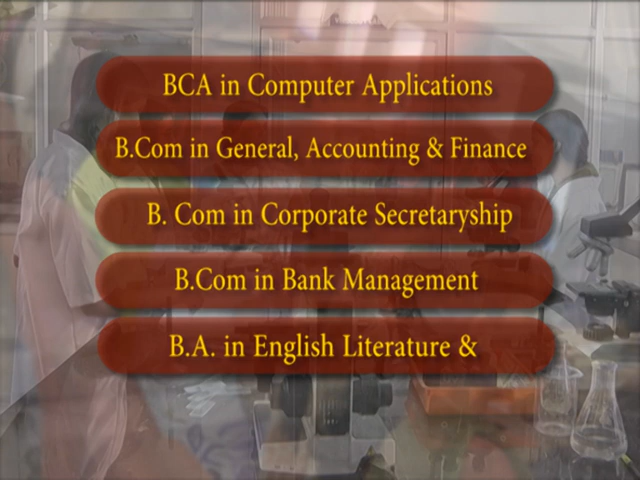 BCA in Computer Applications
B.Com in General, Accounting & Finance
B. Com in Corporate Secretaryship
B.Com in Bank Management
B.A. in English Literature &